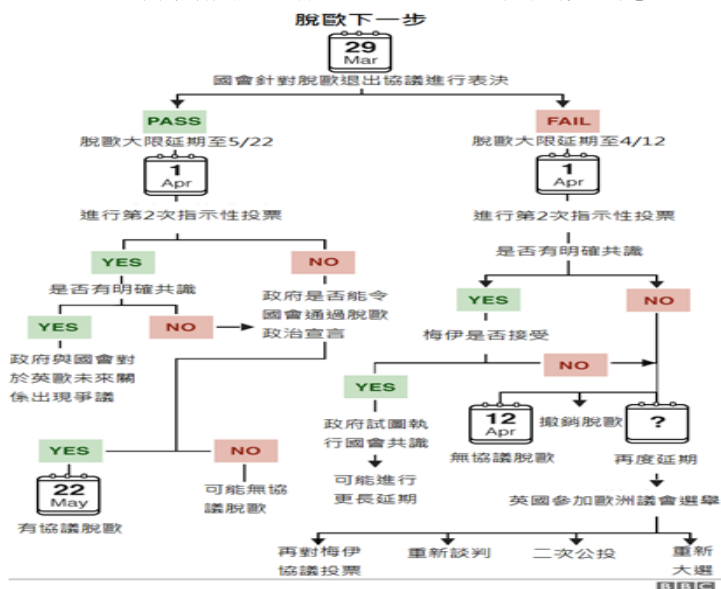 脫歐下一步
29
Mar
國會針對脫歐退出協議進行表決
PASS
脫歐大限延期至5/22
1
Apr
進行第2次指示性投票
YES
是否有明確共識
YES
政府與國會對
於英歐未來關
係出現爭議
NO
NO
政府是否能令
國會通過脫歐
政治宣言
YES
22
May
有協議脫歐
NO
可能無協
議脫歐
FAIL
脫歐大限延期至4/12
1
Apr
進行第2次指示性投票
是否有明確共識
YES
梅伊是否接受
NO
NO
YES
政府試圖執
行國會共識
可能進行
更長延期
12
Apr
無協議脫歐
撤銷脫歐
?
再度延期
英國參加歐洲議會選舉
再對梅伊
協議投票
重新談判
二次公投
重新
大選
BBC